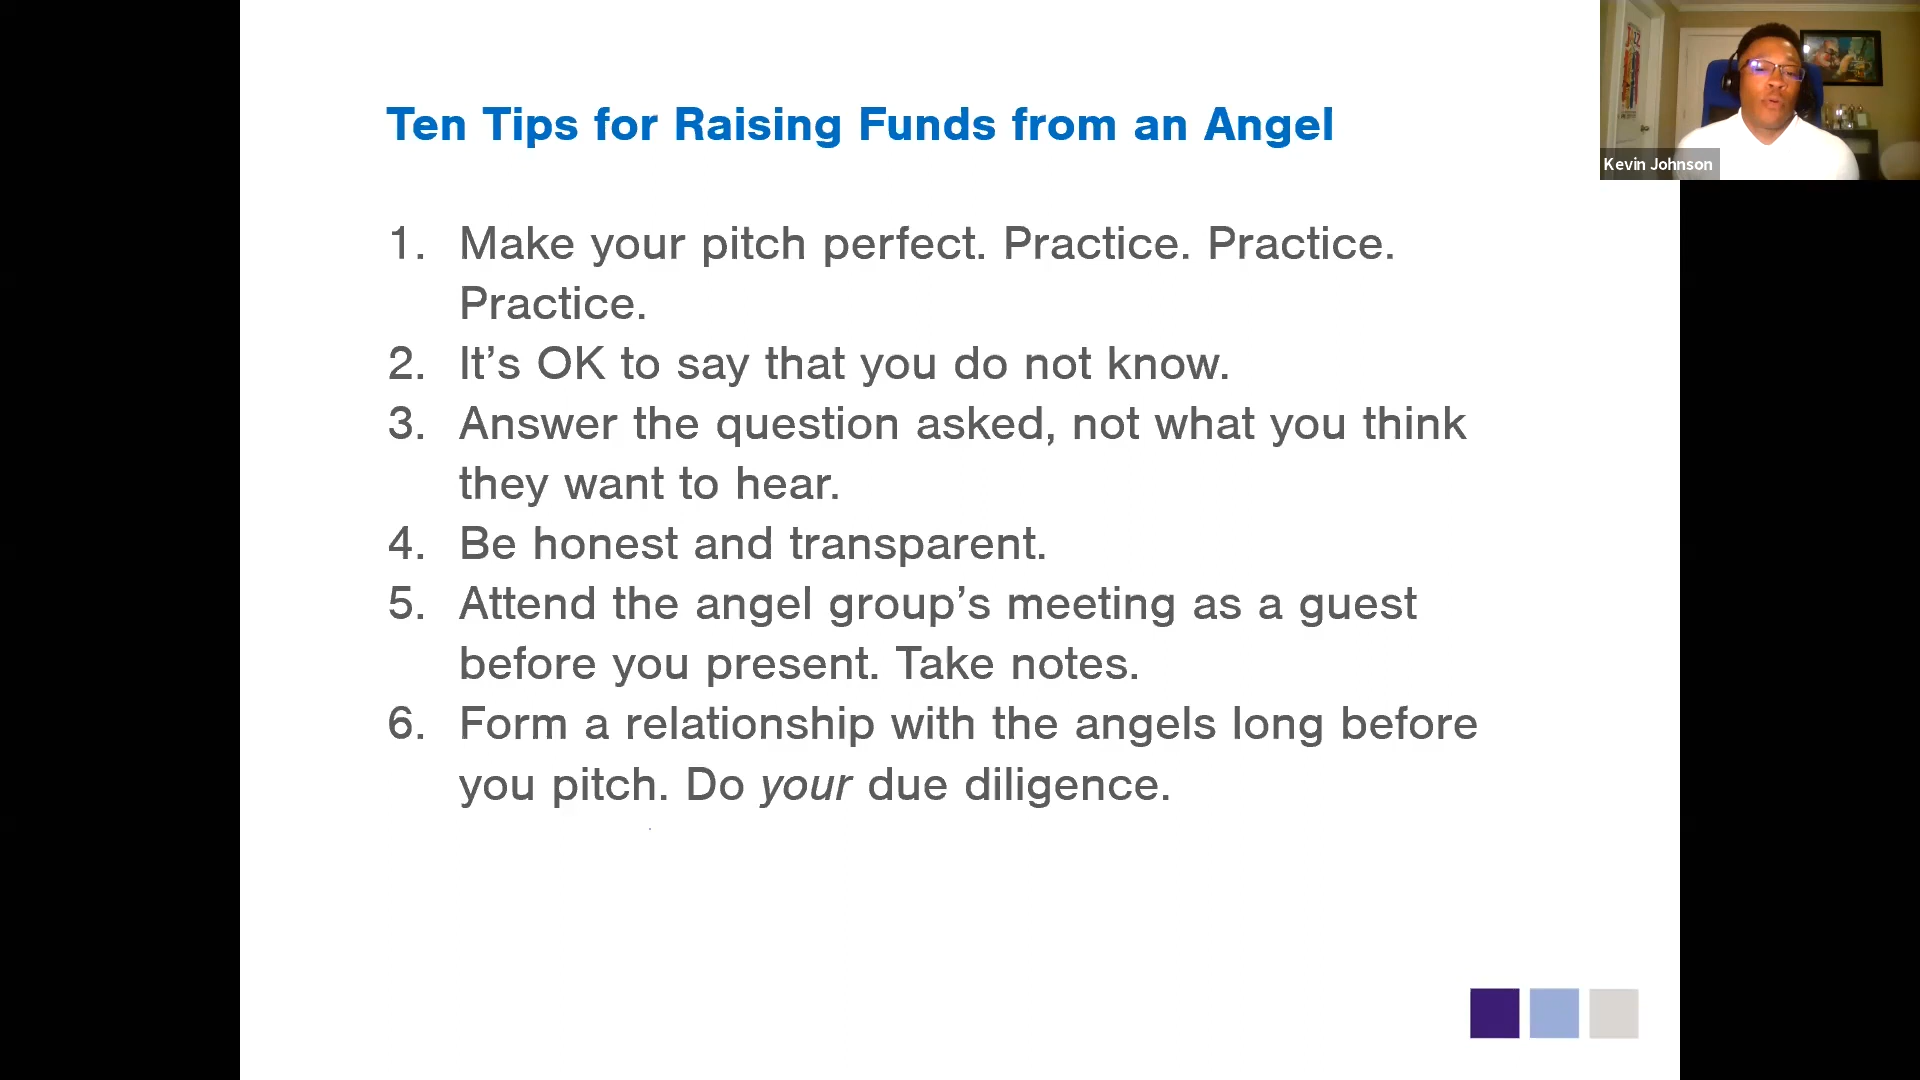 Ten Tips for Raising Funds from an Angel
Kevin Johnson
1. Make your pitch perfect. Practice. Practice.
Practice.
2. It’s OK to say that you do not know.
3. Answer the question asked, not what you think
they want to hear.
4. Be honest and transparent.
5. Attend the angel group’s meeting as a guest
before you present. Take notes.
6. Form a relationship with the angels long before
you pitch. Do your due diligence.